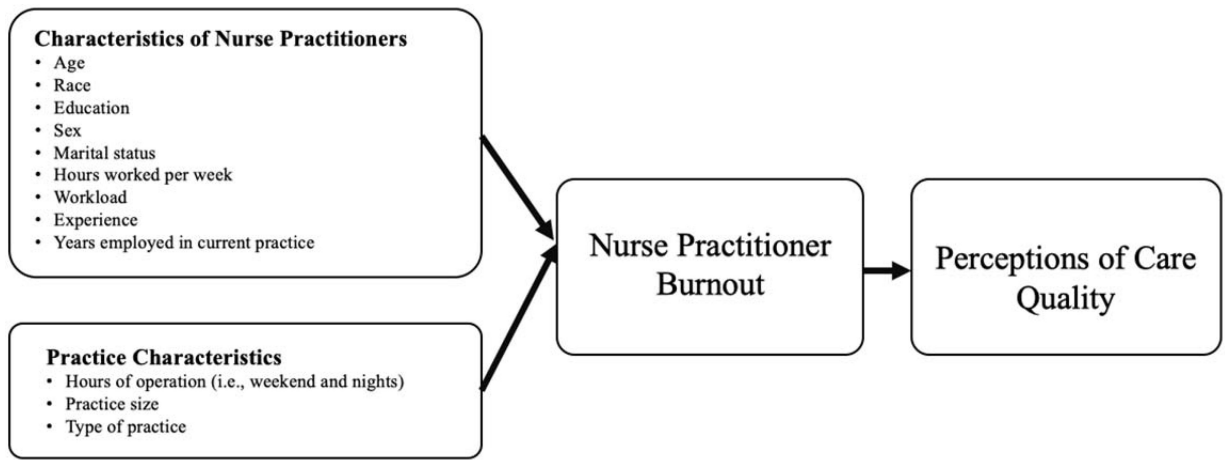 Characteristics of Nurse Practitioners
• Age
• Race
• Education
• Sex
• Marital status
• Hours worked per week
• Workload
• Experience
• Years employed in current practice
Practice Characteristics
• Hours of operation (i.e., weekend and nights)
• Practice size
• Type of practice
Nurse Practitioner
Burnout
Perceptions of Care
Quality